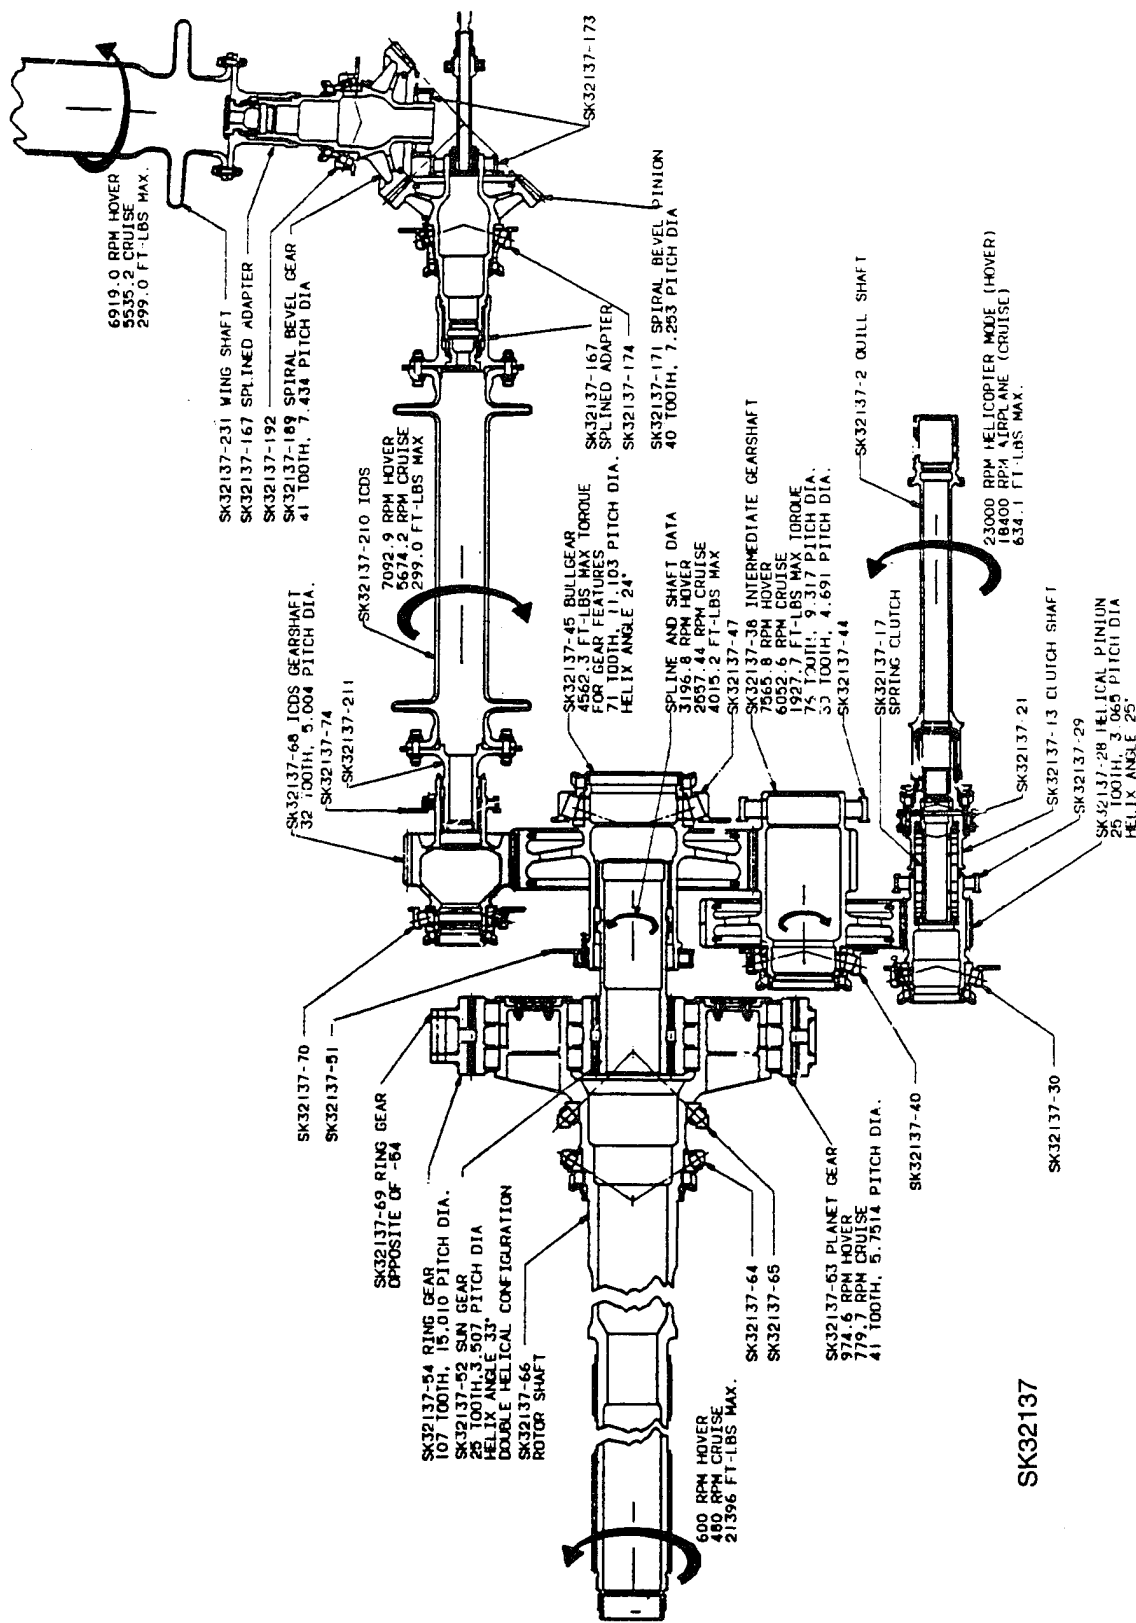 6919.0 RPM HOVER
5535.2 CRUISE
299.0 FT-LBS MAX.
SK32137-231 WING SHAFT
SK32137-167 SPLINED ADAPTER
SK32137-192
SK32137-189 SPIRAL BEVEL GEAR
41 TOOTH, 7.434 PITCH DIA
SK32137-173
SK32137-210 ICDS
7092.9 RPM HOVER
5674.2 RPM CRUISE
299.0 FT-LBS MAX
SK32137-167
SPLINED ADAPTER
SK32137-174
SK32137-171 SPIRAL BEVEL PINION
40 TOOTH, 7.253 PITCH DIA
SK32137-68 ICDS GEARSHAFT
32 TOOTH, 5.004 PITCH DIA.
SK32137-74
SK32137-211
SK32137-45 BULLGEAR
4562.3 FT-LBS MAX TORQUE
FOR GEAR FEATURES
71 TOOTH, 11.103 PITCH DIA.
HELIX ANGLE 24°
SPLINE AND SHAFT DATA
3196.8 RPM HOVER
2557.44 RPM CRUISE
4015.2 FT-LBS MAX
SK32137-47
SK32137-38 INTERMEDIATE GEARSHAFT
7565.8 RPM HOVER
6052.6 RPM CRUISE
1927.7 FT-LBS MAX TORQUE
TOOTH, 9.317 PITCH DIA.
TOOTH, 4.691 PITCH DIA.
SK32137-44
SK32137-2 QUILL SHAFT
23000 RPM HELICOPTER MODE (HOVER)
18400 RPM AIRPLANE (CRUISE)
634.1 FT-LBS MAX.
SK32137-17
SPRING CLUTCH
SK32137-21
SK32137-13 CLUTCH SHAFT
SK32137-29
SK32137-28 HELICAL PINION
25 TOOTH, 3.065 PITCH DIA
HELIX ANGLE 25°
SK32137-70
SK32137-51
SK32137-69 RING GEAR
OPPOSITE OF -54
SK32137-54 RING GEAR
107 TOOTH, 15.010 PITCH DIA.
SK32137-52 SUN GEAR
25 TOOTH, 3.507 PITCH DIA
HELIX ANGLE 33°
DOUBLE HELICAL CONFIGURATION
SK32137-66
ROTOR SHAFT
SK32137-64
SK32137-65
SK32137-63 PLANET GEAR
974.6 RPM HOVER
779.7 RPM CRUISE
41 TOOTH, 5.7514 PITCH DIA.
SK32137-40
SK32137-30
600 RPM HOVER
480 RPM CRUISE
21396 FT-LBS MAX.
SK32137